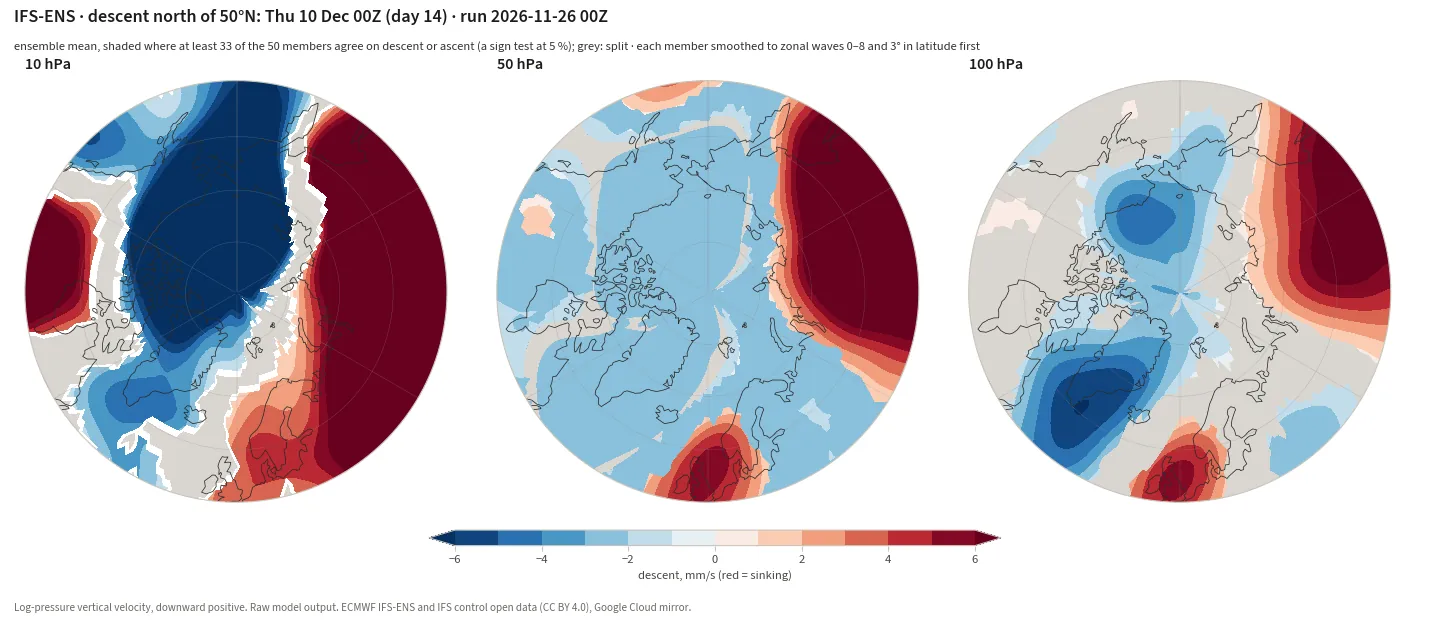 IFS-ENS · descent north of 50°N: Thu 10 Dec 00Z (day 14) · run 2026-11-26 00Z
ensemble mean, shaded where at least 33 of the 50 members agree on descent or ascent (a sign test at 5 %); grey: split · each member smoothed to zonal waves 0–8 and 3° in latitude first
10 hPa 50 hPa 100 hPa
−6 −4 −2 0 2 4 6
descent, mm/s (red = sinking)
Log-pressure vertical velocity, downward positive. Raw model output. ECMWF IFS-ENS and IFS control open data (CC BY 4.0), Google Cloud mirror.